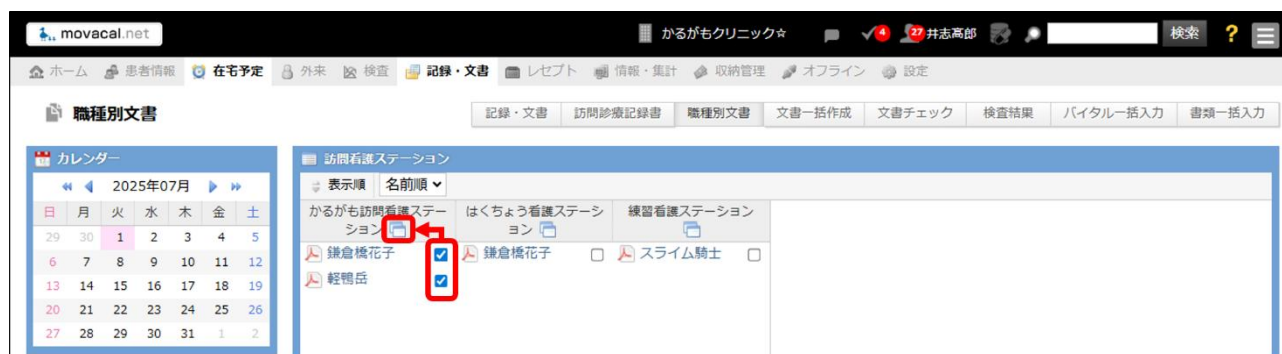 movacal.net
かるがもクリニック☆
4
27
井志高郎
検索
?
ホーム 患者情報 在宅予定 外来 検査 記録・文書 レセプト 情報・集計 収納管理 オフライン 設定
職種別文書
記録・文書 訪問診療記録書 職種別文書 文書一括作成 文書チェック 検査結果 バイタル一括入力 書類一括入力
カレンダー
2025年07月
日 月 火 水 木 金 土
29 30 1 2 3 4 5
6 7 8 9 10 11 12
13 14 15 16 17 18 19
20 21 22 23 24 25 26
27 28 29 30 31 1 2
訪問看護ステーション
表示順 名前順
かるがも訪問看護ステー
ション
はくちょう看護ステーシ
ョン
練習看護ステーション
鎌倉橋花子
鎌倉橋花子
スライム騎士
軽鴨岳